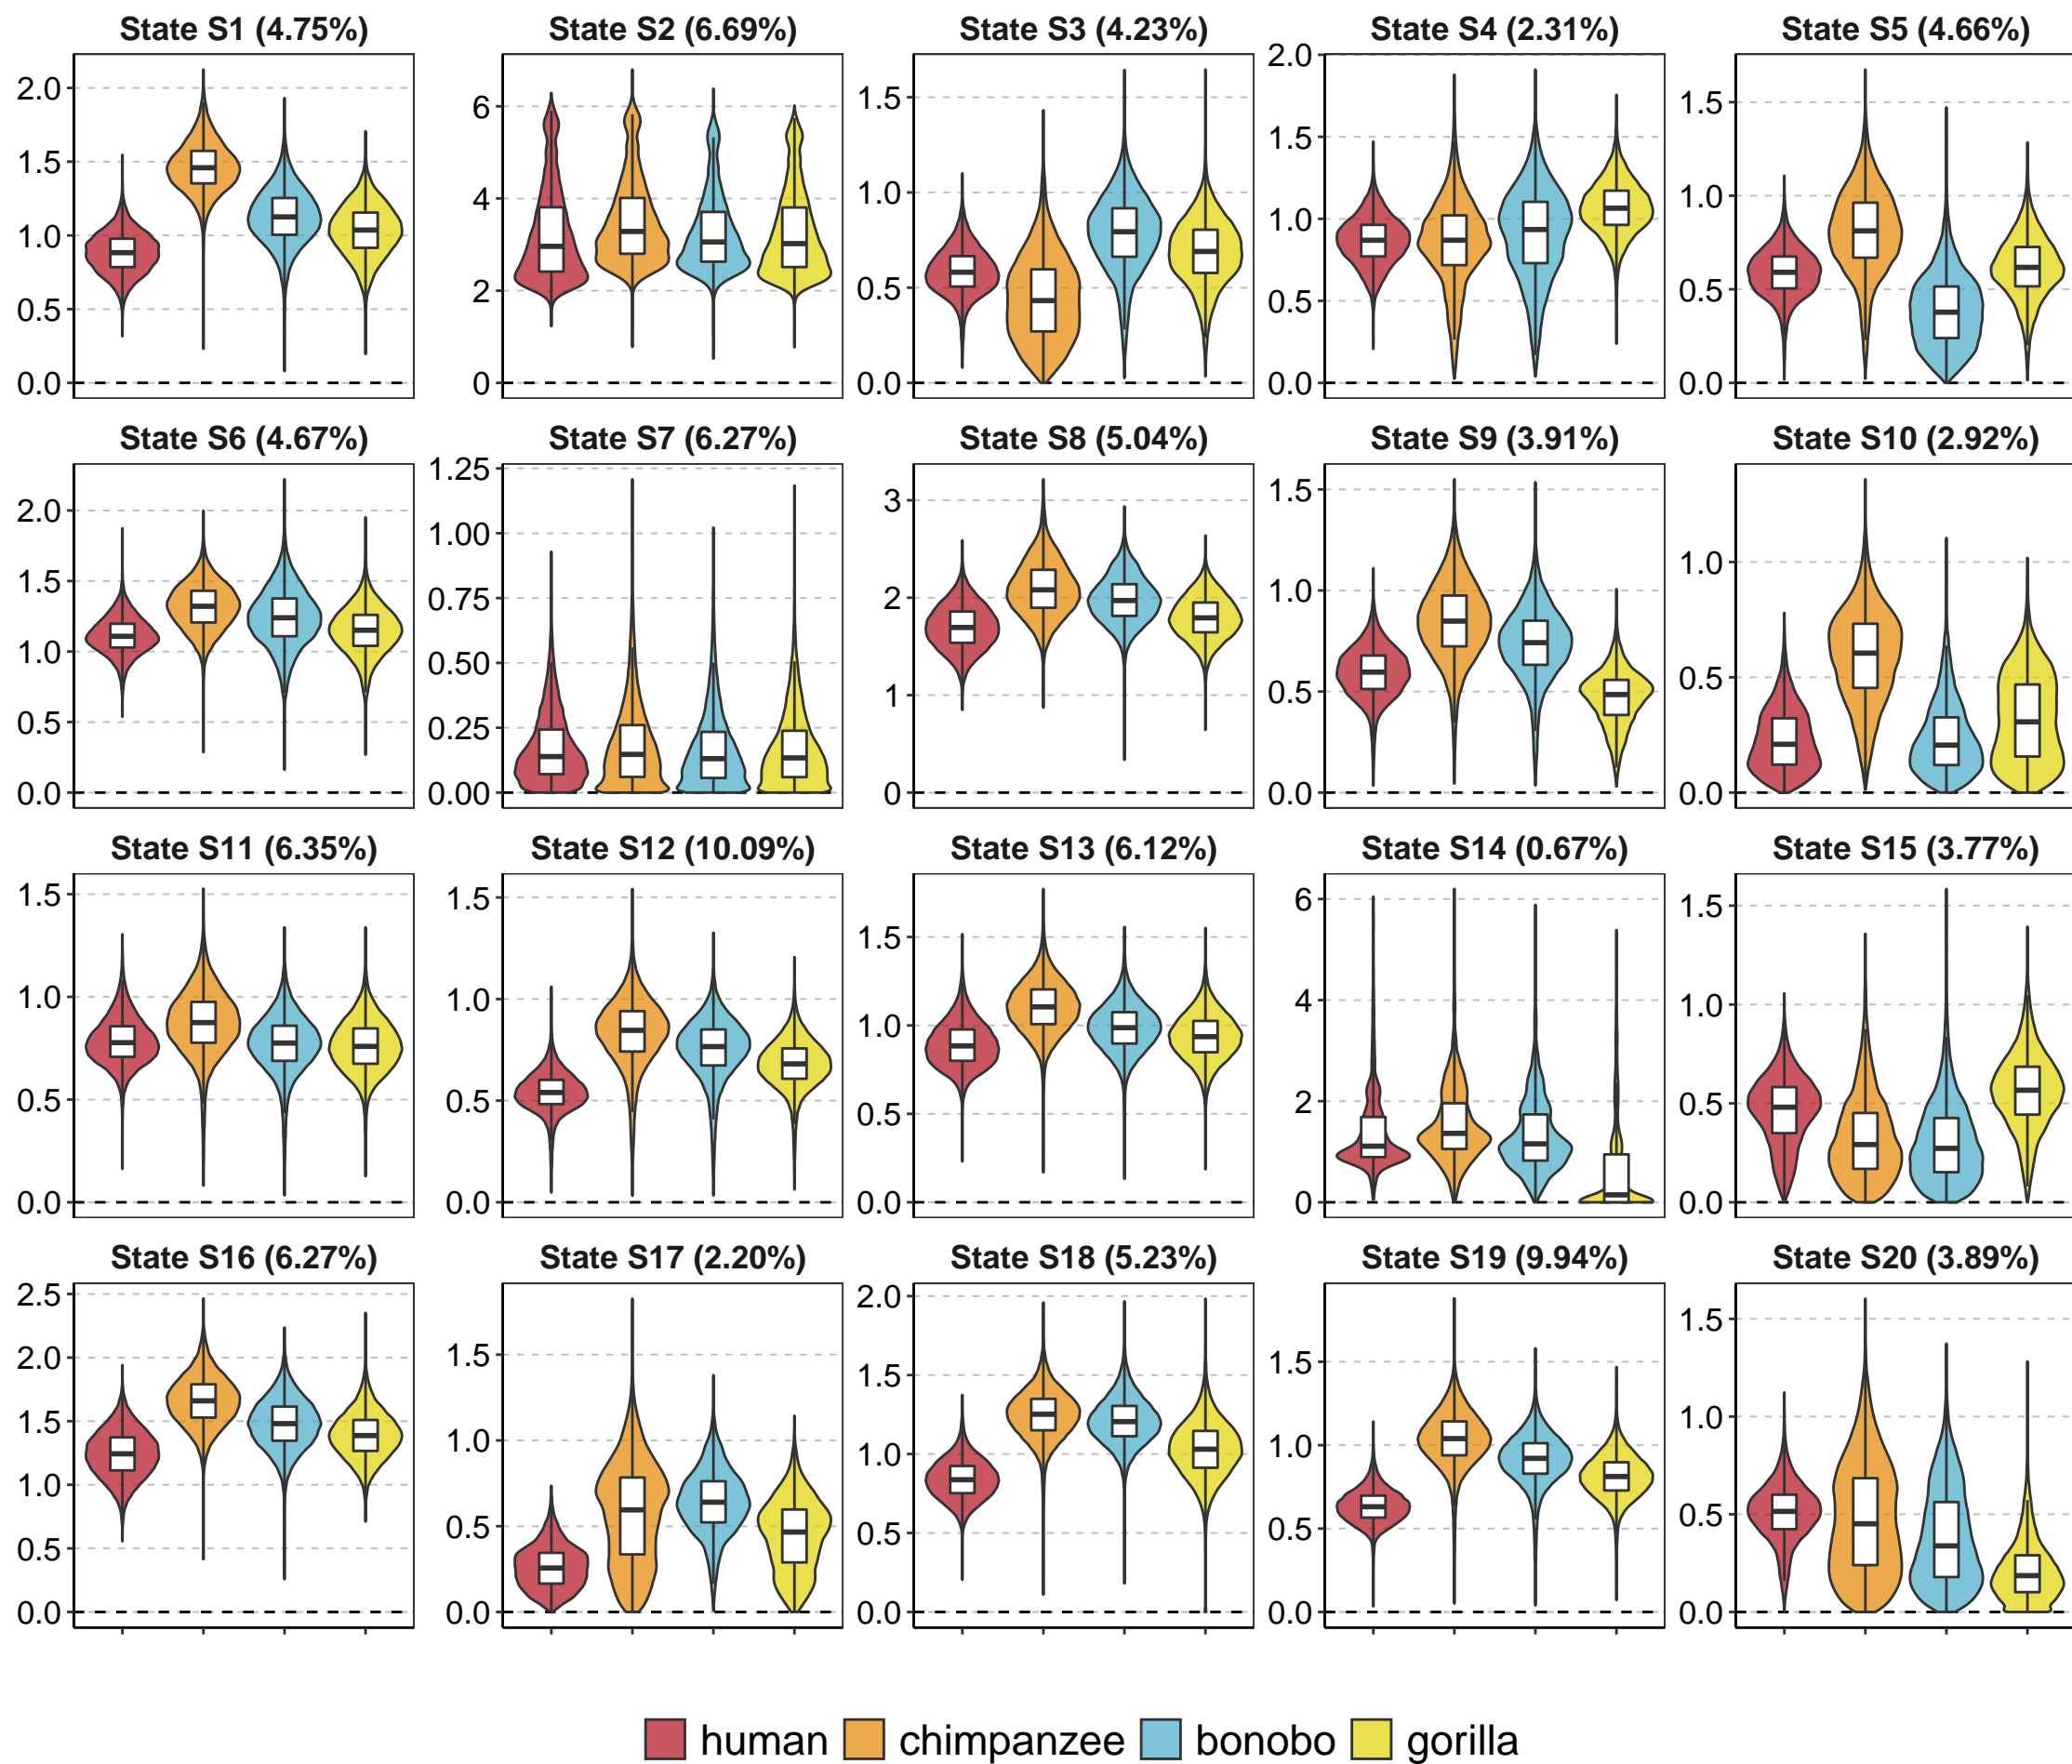 State S1 (4.75%) State S2 (6.69%) State S3 (4.23%) State S4 (2.31%) State S5 (4.66%)
2.0 1.5 1.0 0.5 0.0
6 4 2 0
1.5 1.0 0.5 0.0
2.0 1.5 1.0 0.5 0.0
1.5 1.0 0.5 0.0
State S6 (4.67%) State S7 (6.27%) State S8 (5.04%) State S9 (3.91%) State S10 (2.92%)
2.0 1.5 1.0 0.5 0.0
1.25 1.00 0.75 0.50 0.25 0.00
3 2 1 0
1.5 1.0 0.5 0.0
1.0 0.5 0.0
State S11 (6.35%) State S12 (10.09%) State S13 (6.12%) State S14 (0.67%) State S15 (3.77%)
1.5 1.0 0.5 0.0
1.5 1.0 0.5 0.0
1.5 1.0 0.5 0.0
6 4 2 0
1.5 1.0 0.5 0.0
State S16 (6.27%) State S17 (2.20%) State S18 (5.23%) State S19 (9.94%) State S20 (3.89%)
2.5 2.0 1.5 1.0 0.5 0.0
1.5 1.0 0.5 0.0
2.0 1.5 1.0 0.5 0.0
1.5 1.0 0.5 0.0
1.5 1.0 0.5 0.0
human chimpanzee bonobo gorilla